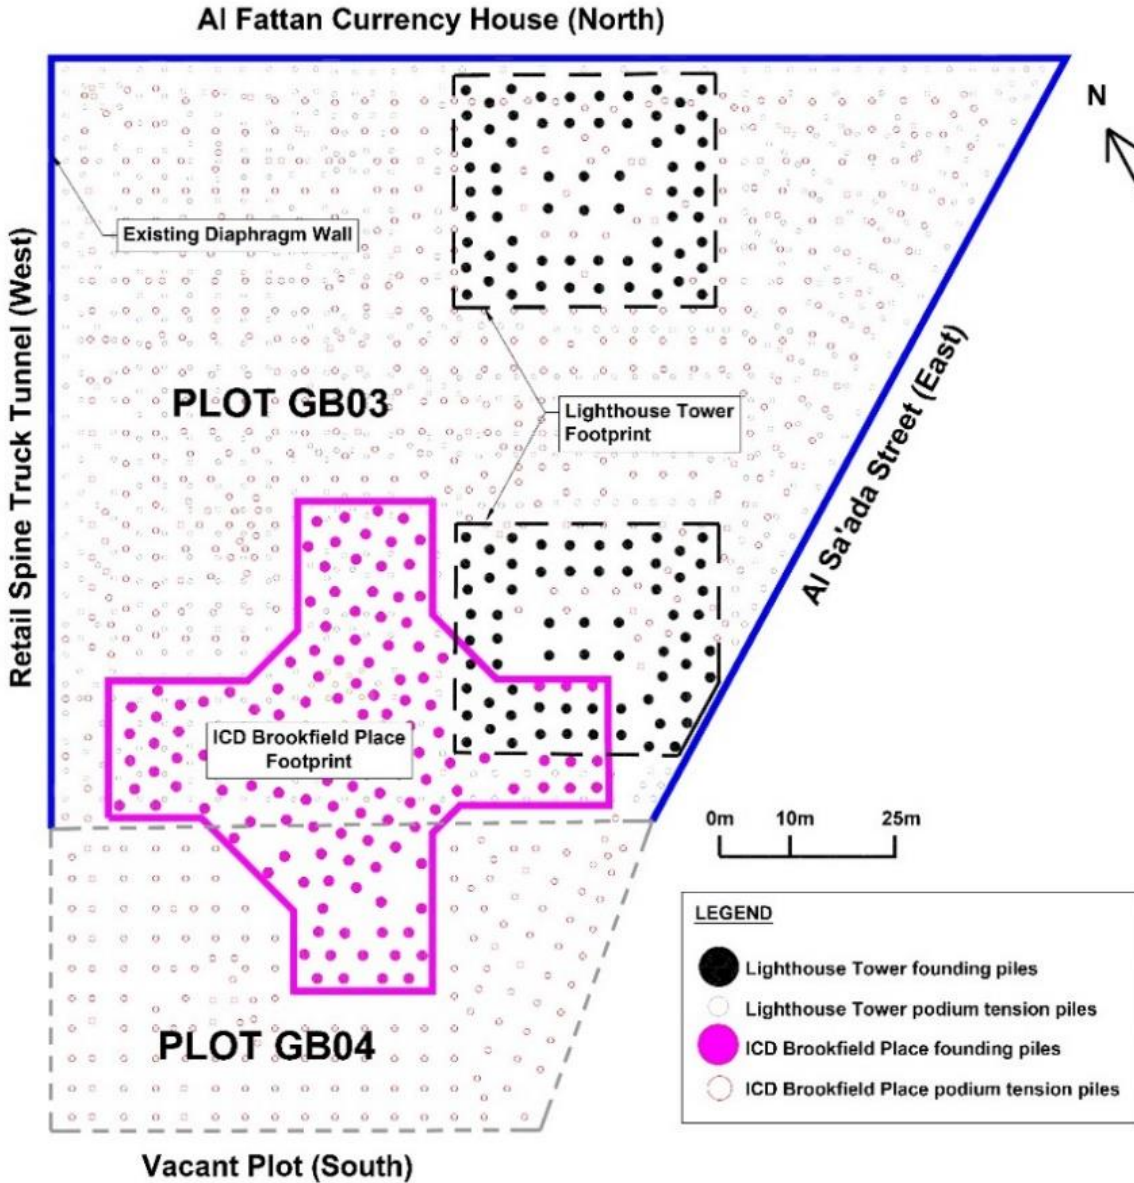 Al Fattan Currency House (North)
N
Existing Diaphragm Wall
Retail Spine Truck Tunnel (West)
PLOT GB03
Lighthouse Tower
Footprint
Al Sa'ada Street (East)
ICD Brookfield Place
Footprint
0m 10m 25m
LEGEND
Lighthouse Tower founding piles
Lighthouse Tower podium tension piles
ICD Brookfield Place founding piles
ICD Brookfield Place podium tension piles
PLOT GB04
Vacant Plot (South)